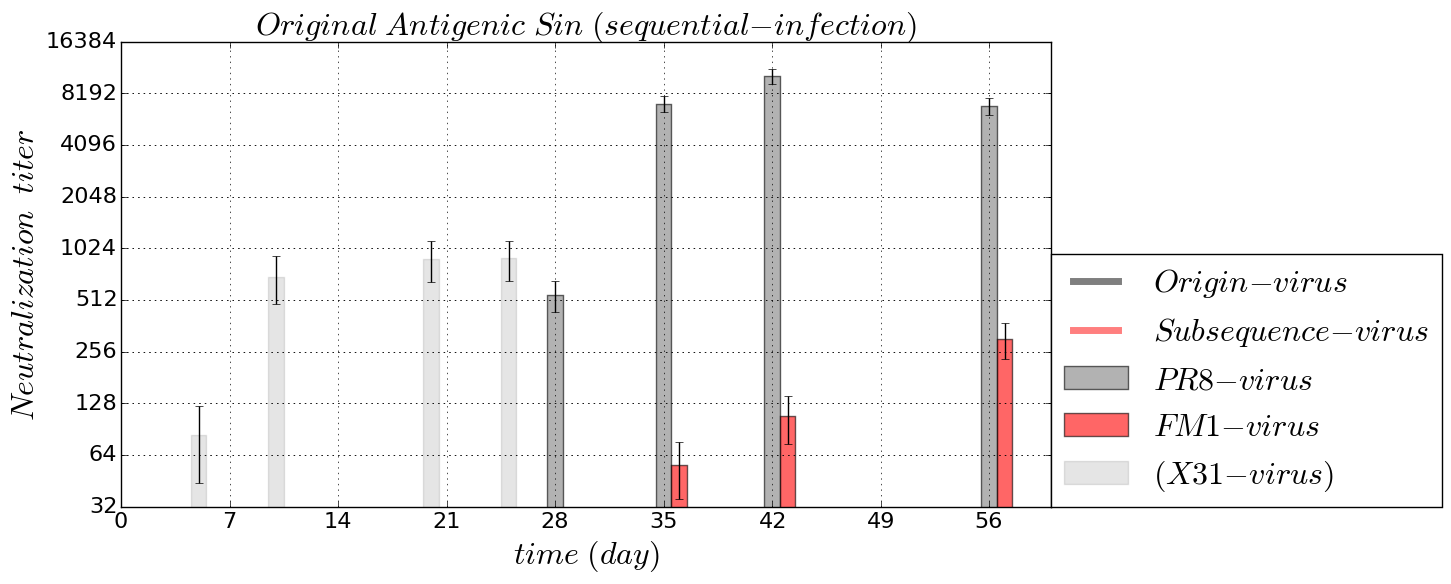 Original Antigenic Sin (sequential−infection)
16384
8192
4096
2048
1024
512
256
128
64
32
Neutralization titer
0 7 14 21 28 35 42 49 56
time (day)
Origin−virus
Subsequence−virus
PR8−virus
FM1−virus
(X31−virus)